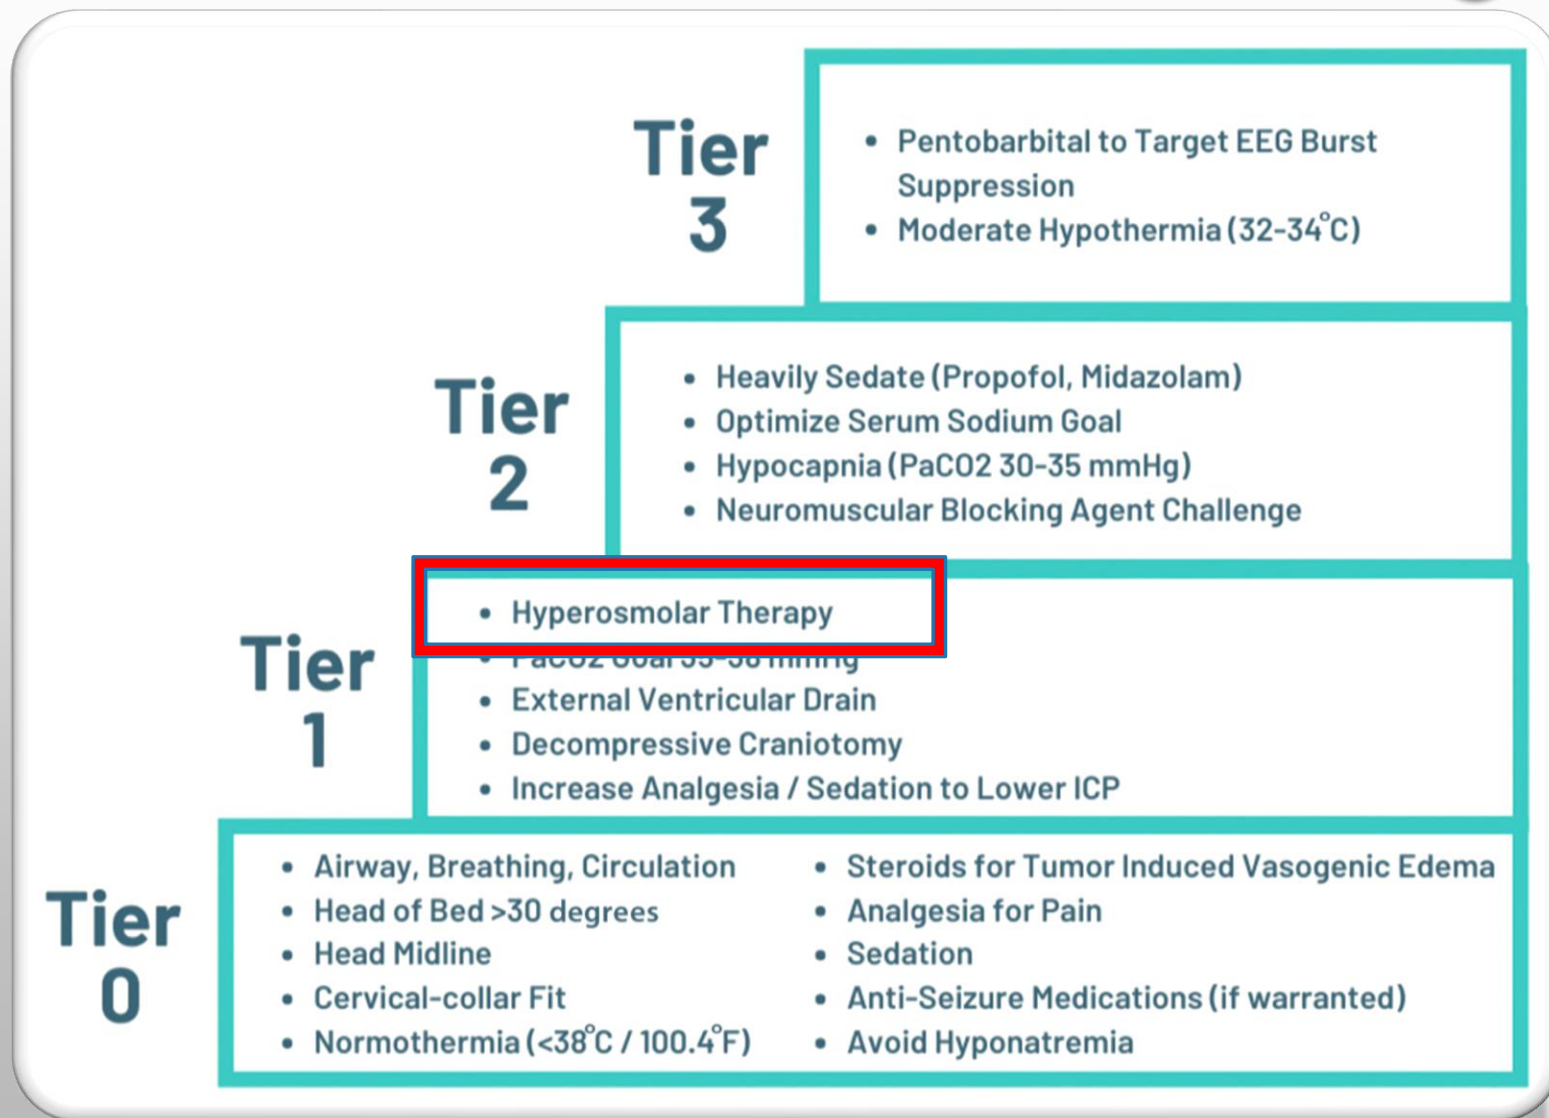 Tier
3
• Pentobarbital to Target EEG Burst
Suppression
• Moderate Hypothermia (32-34°C)
Tier
2
• Heavily Sedate (Propofol, Midazolam)
• Optimize Serum Sodium Goal
• Hypocapnia (PaCO2 30-35 mmHg)
• Neuromuscular Blocking Agent Challenge
Tier
1
• Hyperosmolar Therapy
• PaCO2 Goal mmHg
• External Ventricular Drain
• Decompressive Craniotomy
• Increase Analgesia / Sedation to Lower ICP
Tier
0
• Airway, Breathing, Circulation
• Head of Bed >30 degrees
• Head Midline
• Cervical-collar Fit
• Normothermia (<38°C / 100.4°F)
• Steroids for Tumor Induced Vasogenic Edema
• Analgesia for Pain
• Sedation
• Anti-Seizure Medications (if warranted)
• Avoid Hyponatremia